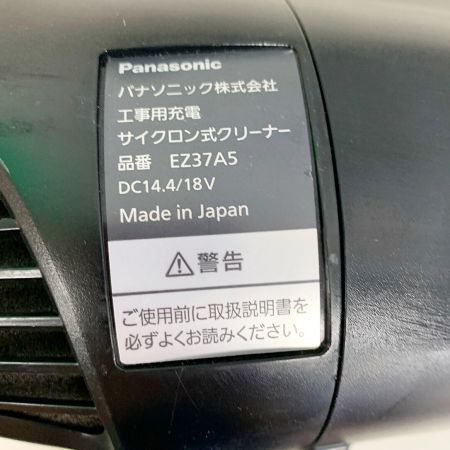 Panasonic
パナソニック株式会社
工事用充電
サイクロン式クリーナー
品番 EZ37A5
DC14.4/18V
Made in Japan
⚠警告
ご使用前に取扱説明書を
必ずよくお読みください。